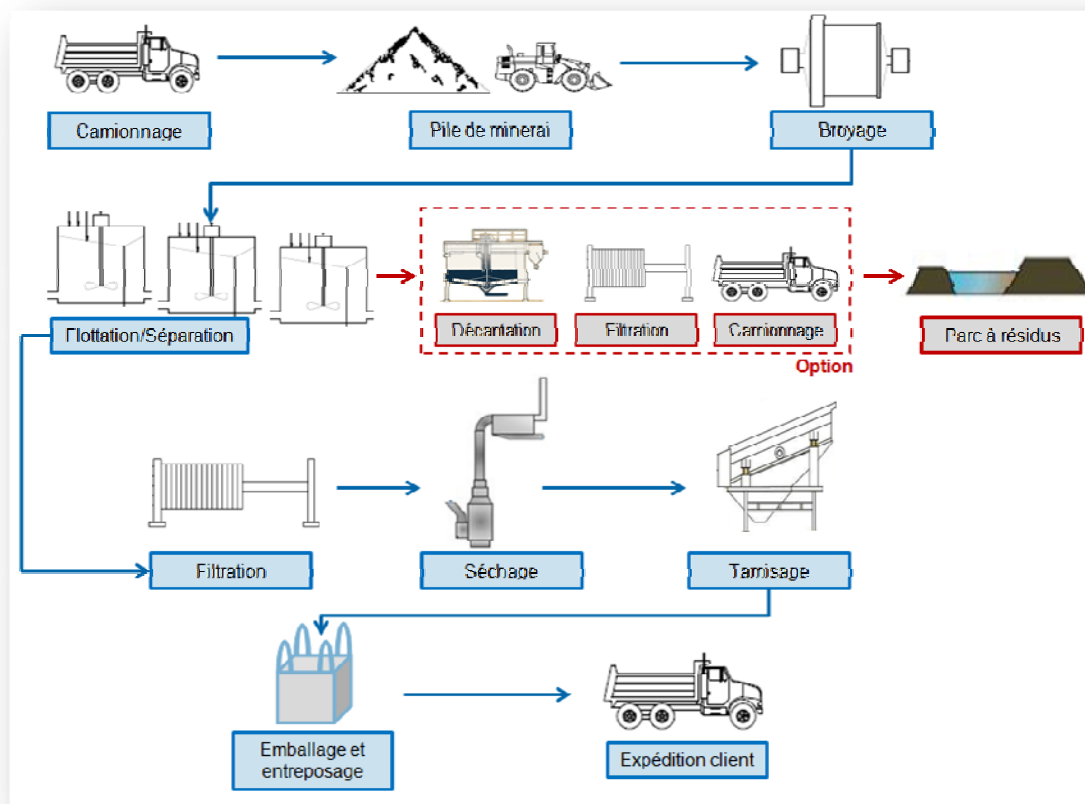 Camionnage
Pile de minerai
Broyage
Flottation/Séparation
Décantation
Filtration
Camionnage
Parc à résidus
Option
Filtration
Séchage
Tamisage
Emballage et
entreposage
Expédition client